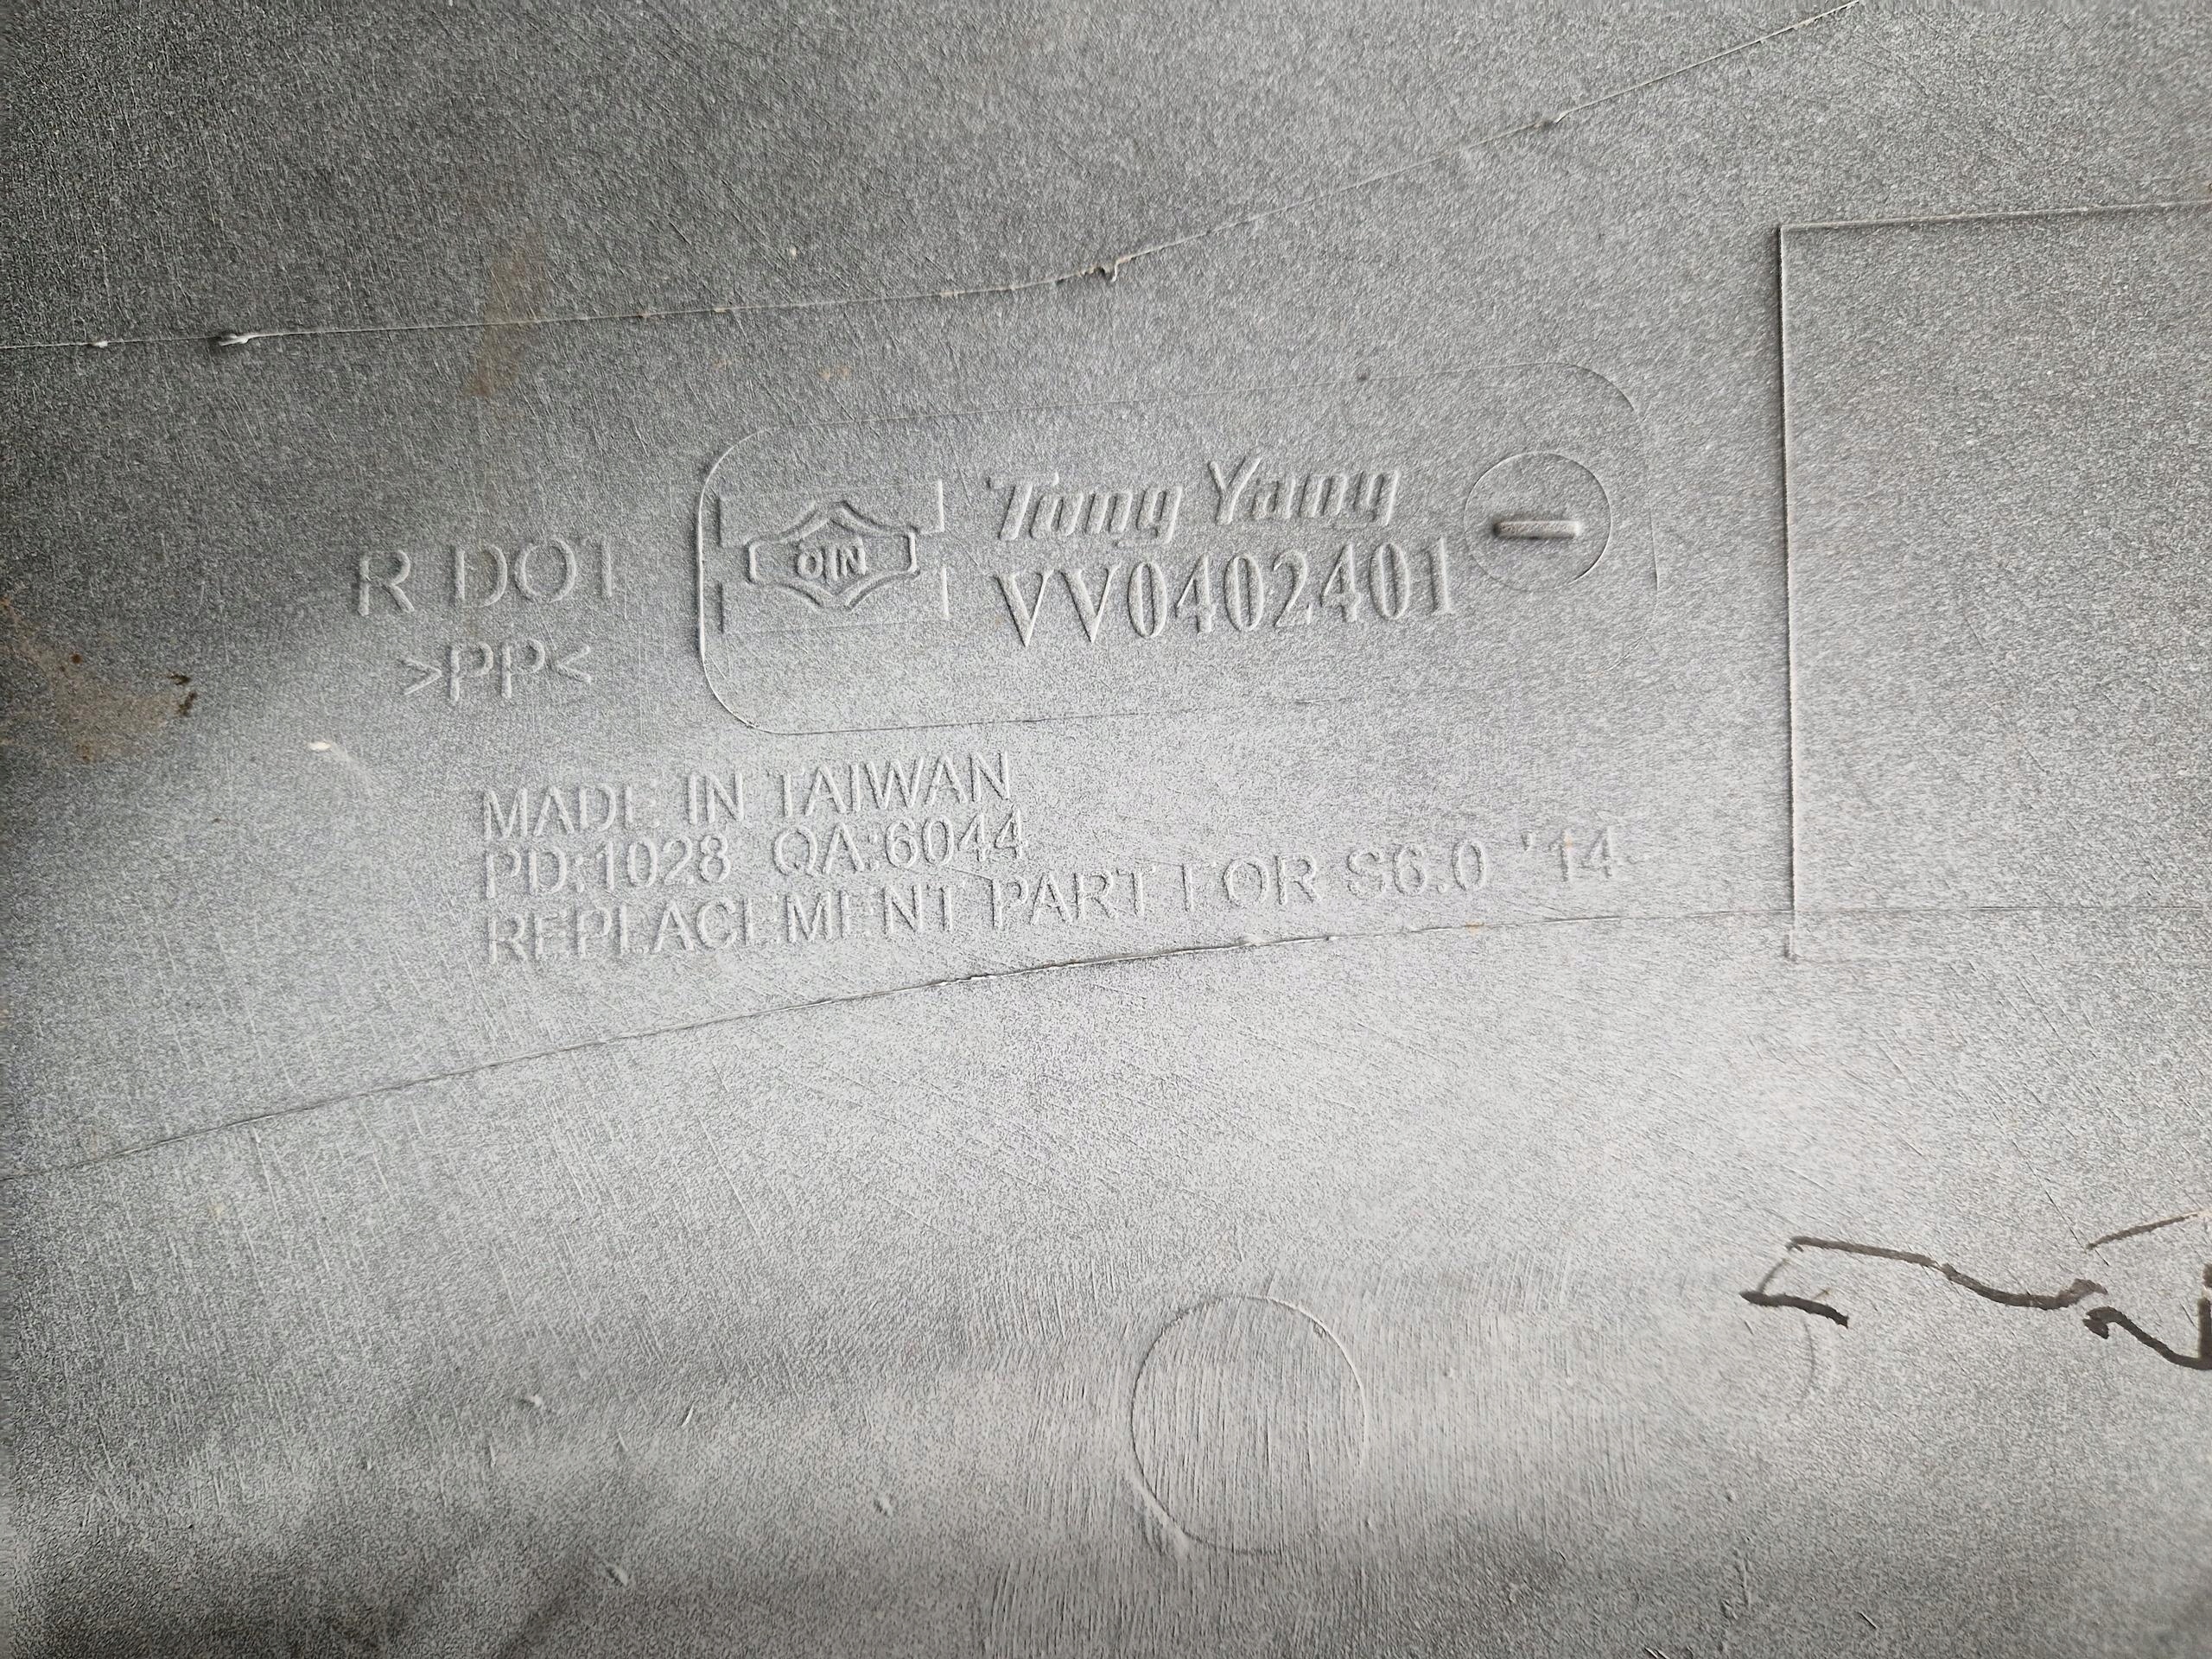 Tong Yang
VV0402401
R DOT
>PP<
MADE IN TAIWAN
PD:1028 QA:6044
REPLACEMENT PART FOR S6.0 '14